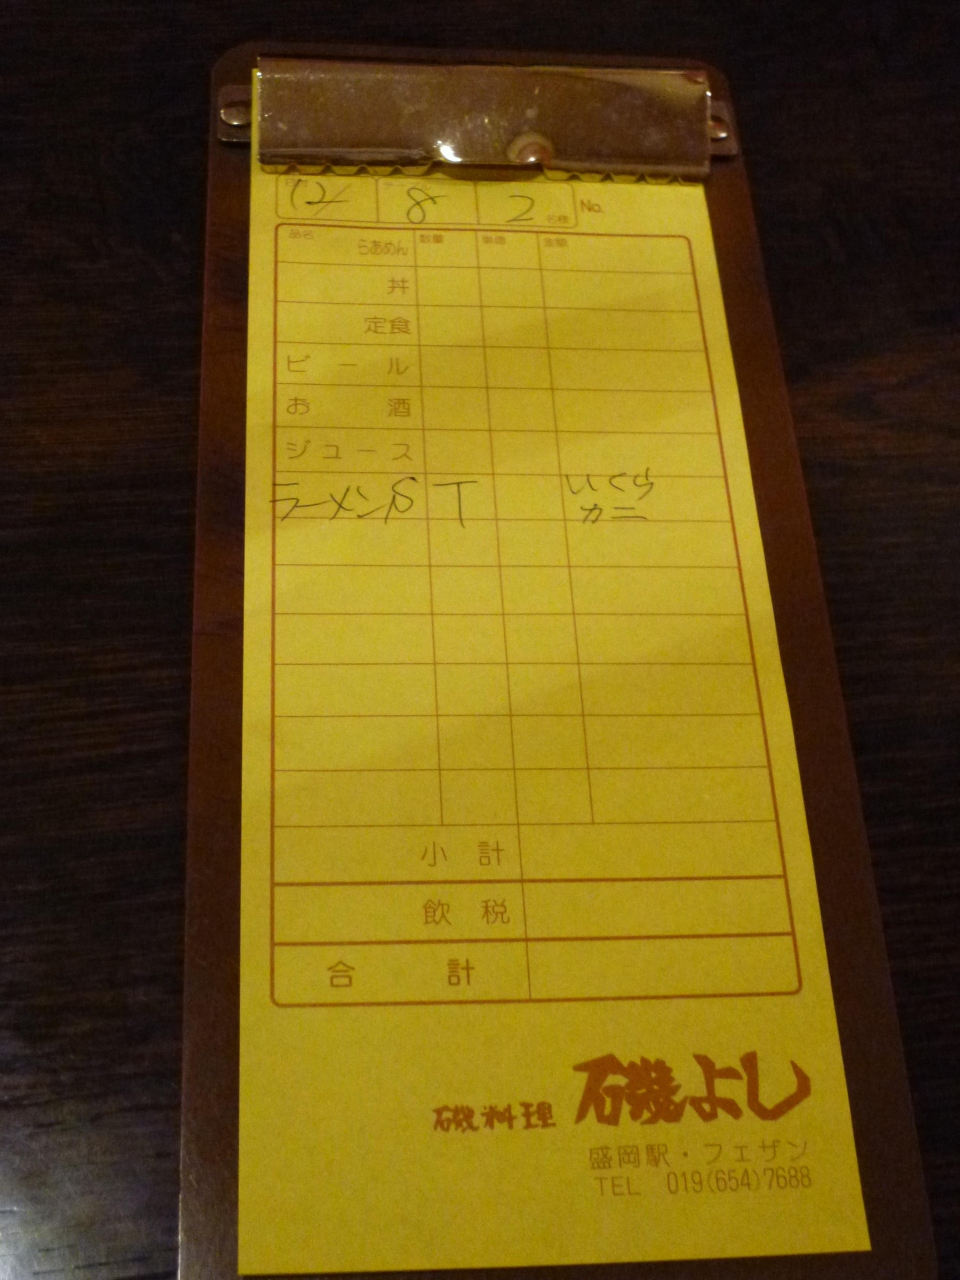 12/ 8 2 名様 No.
品名 らあめん 数量 単価 金額
丼
定食
ビール
お酒
ジュース
ラーメンS T いくら
カニ
小計
飲税
合計
磯料理 磯よし
盛岡駅・フェザン
TEL 019(654)7688